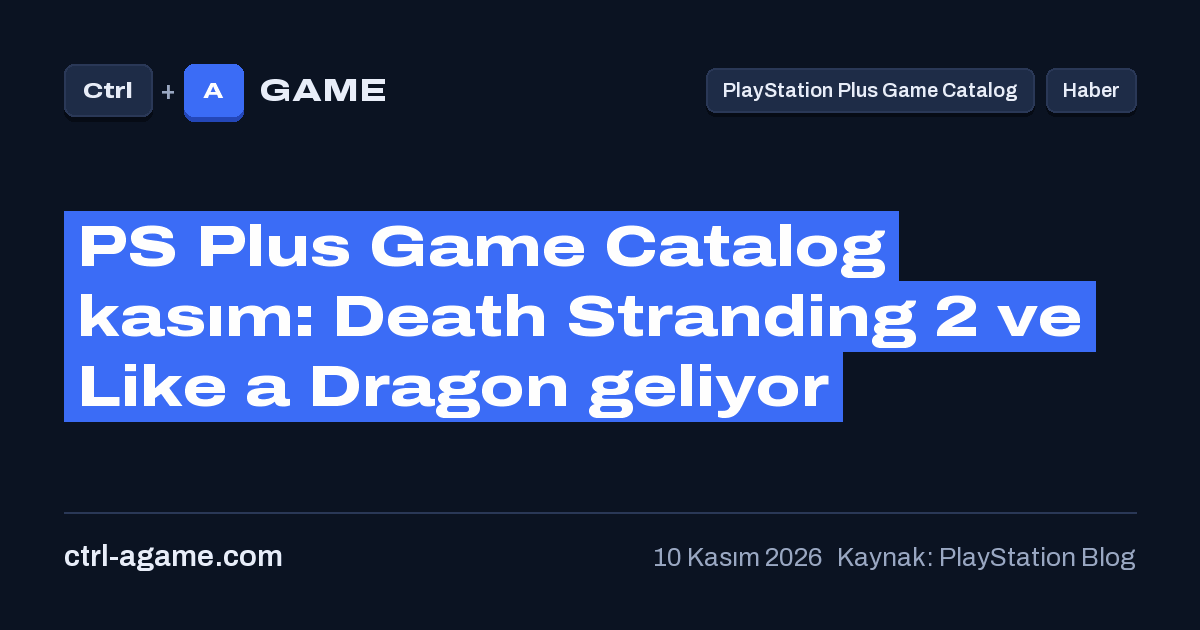 Ctrl + A GAME
PlayStation Plus Game Catalog
Haber
PS Plus Game Catalog
kasım: Death Stranding 2 ve
Like a Dragon geliyor
ctrl-agame.com
10 Kasım 2026 Kaynak: PlayStation Blog